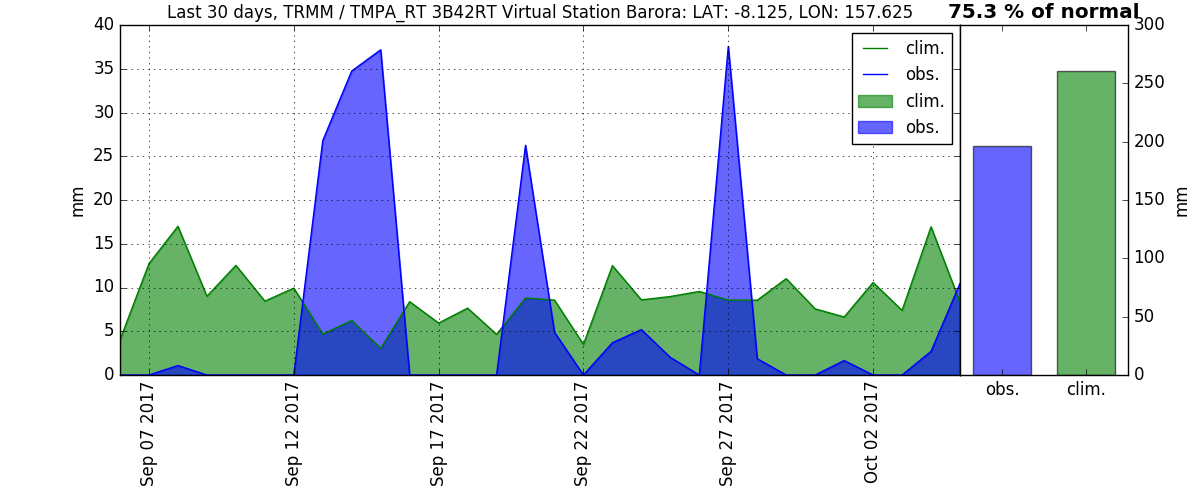 Last 30 days, TRMM / TMPA_RT 3B42RT Virtual Station Barora: LAT: -8.125, LON: 157.625
75.3 % of normal
40
35
30
25
20
15
10
5
0
mm
clim.
obs.
clim.
obs.
Sep 07 2017
Sep 12 2017
Sep 17 2017
Sep 22 2017
Sep 27 2017
Oct 02 2017
300
250
200
150
100
50
0
mm
obs.
clim.